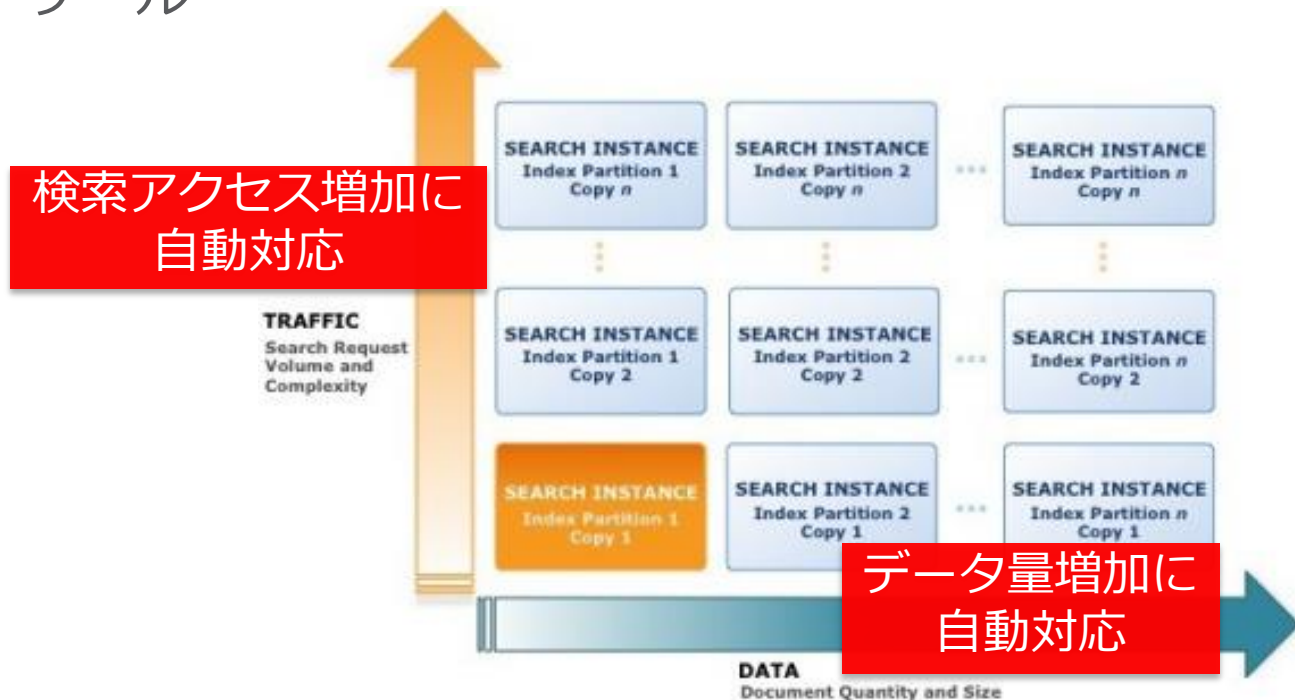 検索アクセス増加に
自動対応
TRAFFIC
Search Request
Volume and
Complexity
SEARCH INSTANCE
Index Partition 1
Copy n
SEARCH INSTANCE
Index Partition 2
Copy n
SEARCH INSTANCE
Index Partition n
Copy n
SEARCH INSTANCE
Index Partition 1
Copy 2
SEARCH INSTANCE
Index Partition 2
Copy 2
SEARCH INSTANCE
Index Partition n
Copy 2
SEARCH INSTANCE
Index Partition 1
Copy 1
SEARCH INSTANCE
Index Partition 2
Copy 1
SEARCH INSTANCE
Index Partition n
Copy 1
データ量増加に
自動対応
DATA
Document Quantity and Size